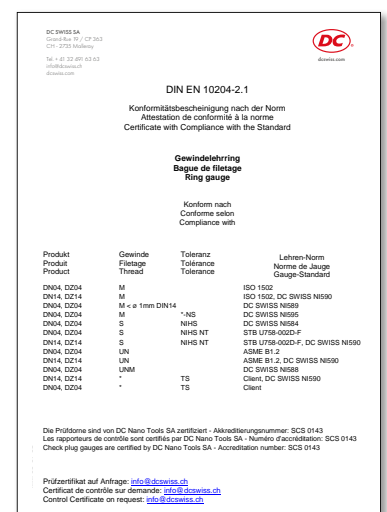 DC SWISS SA
Grand-Rue 19 / CP 363
CH - 2735 Malleray
Tel. + 41 32 491 63 63
info@dcswiss.ch
dcswiss.com
DC
dcswiss.com
DIN EN 10204-2.1
Konformitätsbescheinigung nach der Norm
Attestation de conformité à la norme
Certificate with Compliance with the Standard
Gewindelehrring
Bague de filetage
Ring gauge
Konform nach
Conforme selon
Compliance with
Produkt Gewinde Toleranz Lehren-Norm
Produit Filetage Tolérance Norme de Jauge
Product Thread Tolerance Gauge-Standard
DN04, DZ04 M ISO 1502
DN14, DZ14 M ISO 1502, DC SWISS NI590
DN04, DZ04 M < ø 1mm DIN14 DC SWISS NI589
DN04, DZ04 M *-NS DC SWISS NI595
DN04, DZ04 S NIHS DC SWISS NI584
DN04, DZ04 S NIHS NT STB U758-002D-F
DN14, DZ14 S NIHS NT STB U758-002D-F, DC SWISS NI590
DN04, DZ04 UN ASME B1.2
DN14, DZ14 UN ASME B1.2, DC SWISS NI590
DN04, DZ04 UNM DC SWISS NI588
DN14, DZ14 * TS Client, DC SWISS NI590
DN04, DZ04 * TS Client
Die Prüfdorne sind von DC Nano Tools SA zertifiziert - Akkreditierungsnummer: SCS 0143
Les rapporteurs de contrôle sont certifiés par DC Nano Tools SA - Numéro d'accréditation: SCS 0143
Check plug gauges are certified by DC Nano Tools SA - Accreditation number: SCS 0143
Prüfzertifikat auf Anfrage: info@dcswiss.ch
Certificat de contrôle sur demande: info@dcswiss.ch
Control Certificate on request: info@dcswiss.ch